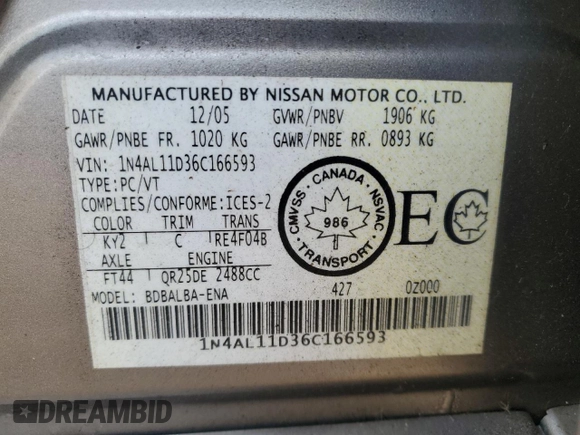 MANUFACTURED BY NISSAN MOTOR CO., LTD.
DATE 12/05 GVWR/PNBV 1906 KG
GAWR/PNBE FR. 1020 KG GAWR/PNBE RR. 0893 KG
VIN: 1N4AL11D36C166593
TYPE: PC/VT
COMPLIES/CONFORME: ICES-2
COLOR TRIM TRANS
KY2 C RE4F04B
AXLE ENGINE
FT44 QR25DE 2488CC
MODEL: BDBALBA-ENA 427 0Z000
CMVSS · CANADA · NSVAC
986
TRANSPORT
EC
1N4AL11D36C166593
DREAMBID